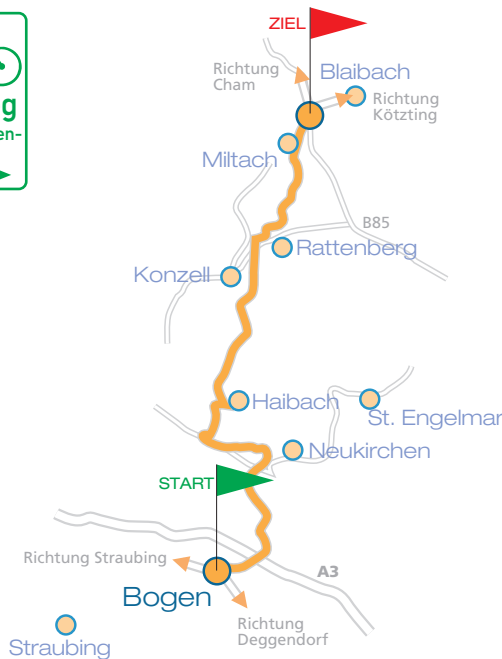 ZIEL
Richtung
Cham
Blaibach
g
en-
Richtung
Kötzting
Miltach
B85
Rattenberg
Konzell
Haibach
St. Engelmar
Neukirchen
START
Richtung Straubing
A3
Bogen
Richtung
Deggendorf
Straubing